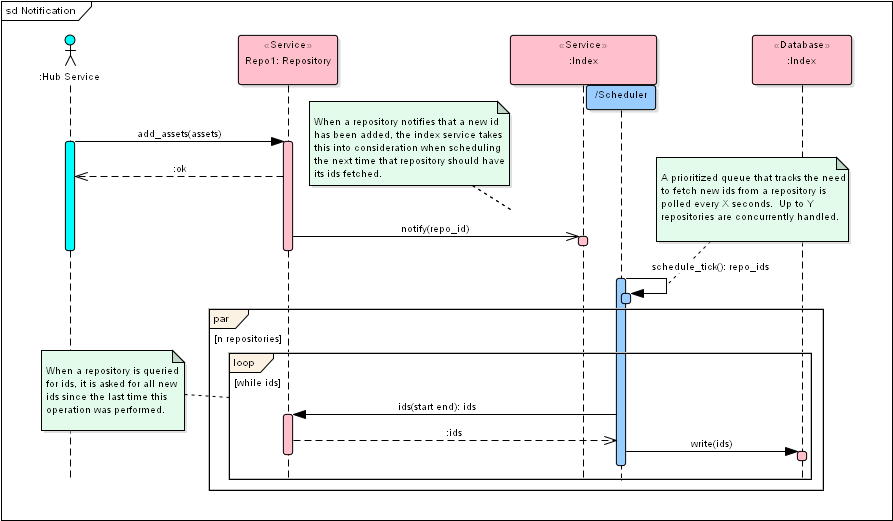 sd Notification
:Hub Service
«Service»
Repo1: Repository
«Service»
:Index
/Scheduler
«Database»
:Index
When a repository notifies that a new id
has been added, the index service takes
this into consideration when scheduling
the next time that repository should have
its ids fetched.
add_assets(assets)
:ok
A prioritized queue that tracks the need
to fetch new ids from a repository is
polled every X seconds.  Up to Y
repositories are concurrently handled.
notify(repo_id)
schedule_tick(): repo_ids
par
[n repositories]
loop
[while ids]
When a repository is queried
for ids, it is asked for all new
ids since the last time this
operation was performed.
ids(start end): ids
:ids
write(ids)